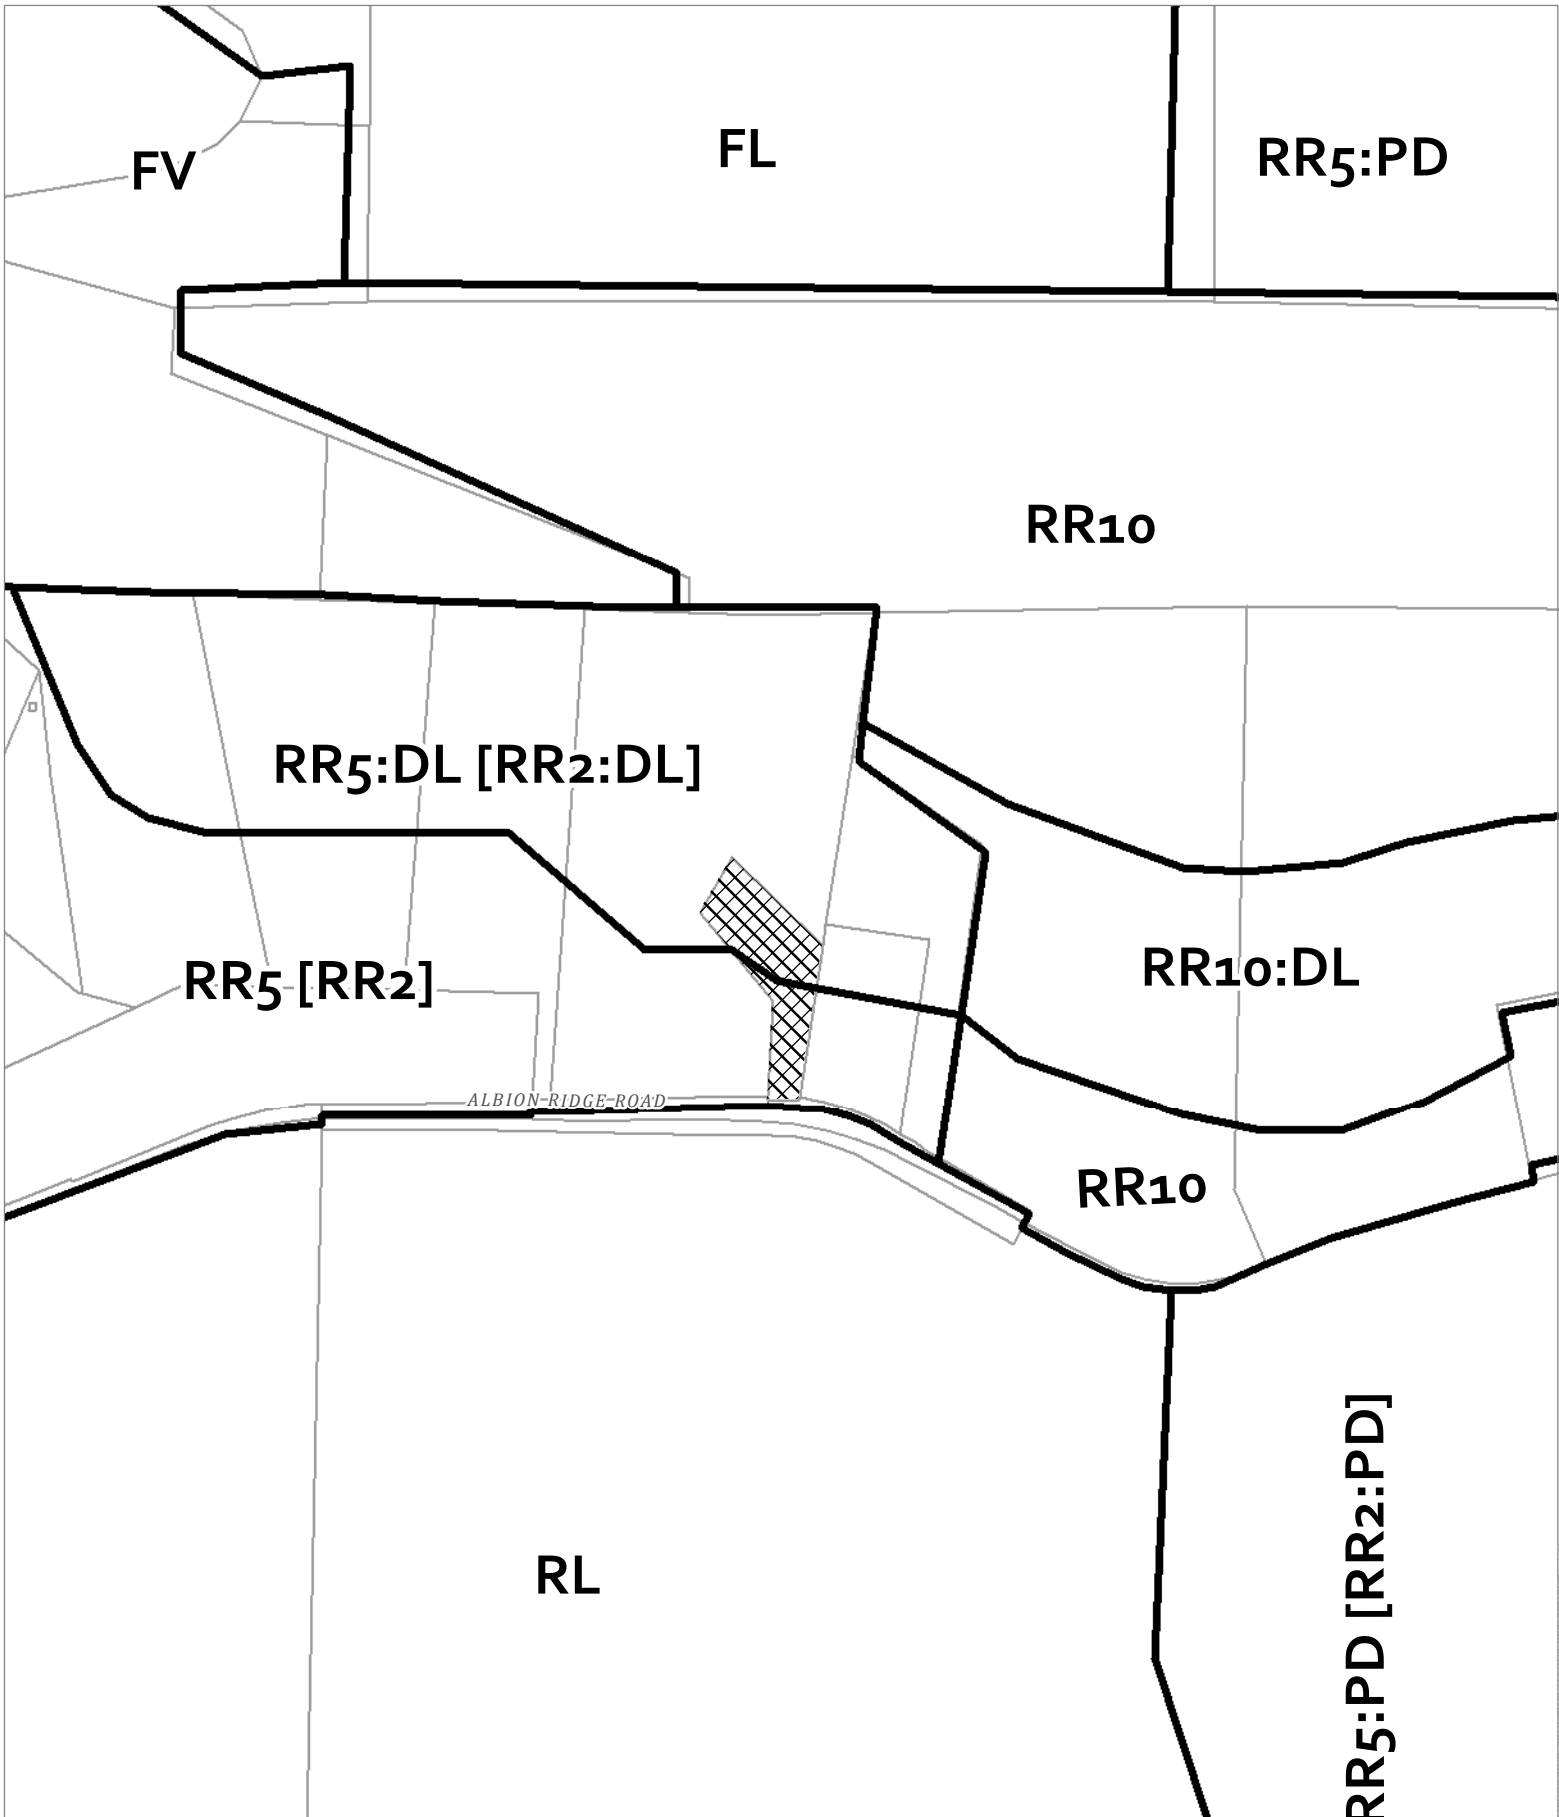 FL
RR5:PD
FV
RR10
RR5:DL [RR2:DL]
RR10:DL
RR5 [RR2]
ALBION RIDGE ROAD
RR10
RL
RR5:PD [RR2:PD]